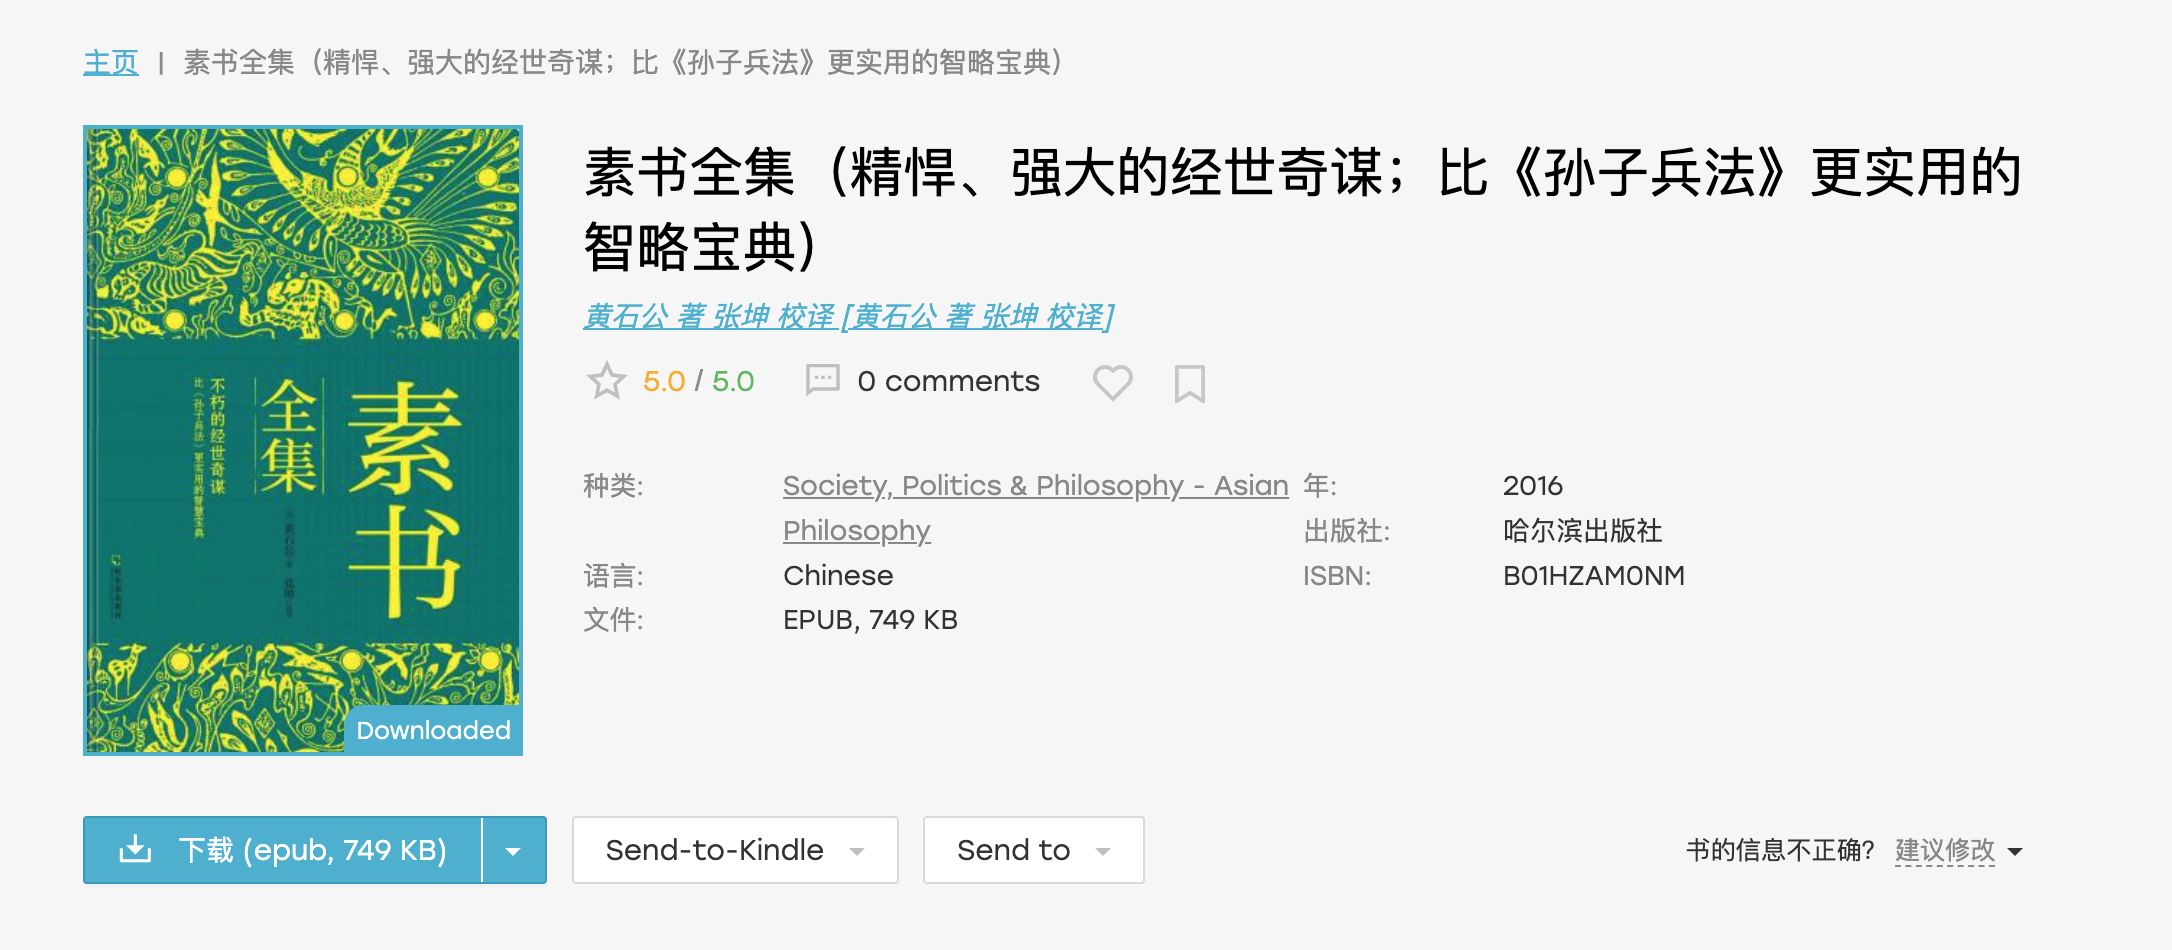 主页 | 素书全集（精悍、强大的经世奇谋；比《孙子兵法》更实用的智略宝典）
素书全集（精悍、强大的经世奇谋；比《孙子兵法》更实用的
智略宝典）
黄石公 著 张坤 校译 [黄石公 著 张坤 校译]
5.0 / 5.0 0 comments
种类: Society, Politics & Philosophy - Asian
Philosophy
年: 2016
出版社: 哈尔滨出版社
语言: Chinese
ISBN: B01HZAM0NM
文件: EPUB, 749 KB
素书
全集
不朽的经世奇谋
比《孙子兵法》更实用的智慧宝典
Downloaded
下载 (epub, 749 KB)
Send-to-Kindle
Send to
书的信息不正确? 建议修改